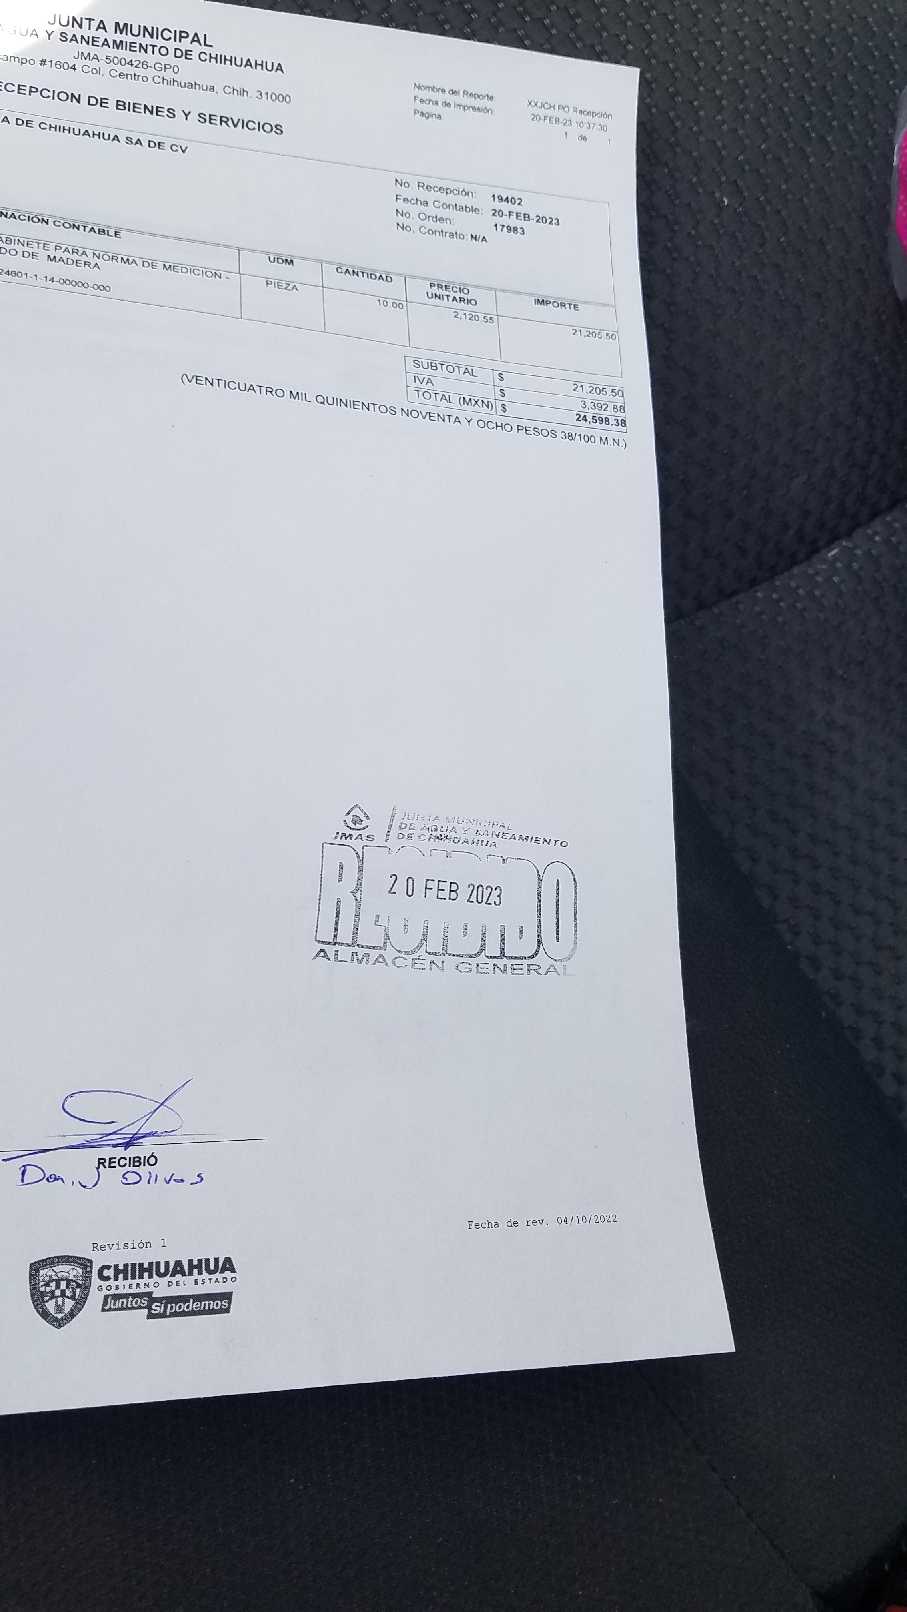 JUNTA MUNICIPAL
UA Y SANEAMIENTO DE CHIHUAHUA
JMA-500426-GP0
ampo #1604 Col. Centro Chihuahua, Chih, 31000
ECEPCION DE BIENES Y SERVICIOS
A DE CHIHUAHUA SA DE CV
Nombre del Reporte: XXJCH PO Recepción
Fecha de Impresión: 20-FEB-23 10:37:30
Página: 1 de 1
No. Recepción: 19402
Fecha Contable: 20-FEB-2023
No. Orden: 17983
No. Contrato: N/A
NACIÓN CONTABLE UDM CANTIDAD PRECIO UNITARIO IMPORTE
ABINETE PARA NORMA DE MEDICION - PIEZA 10.00 2,120.55 21,205.50
DO DE MADERA
24601-1-14-00000-000
SUBTOTAL $ 21,205.50
IVA $ 3,392.88
TOTAL (MXN) $ 24,598.38
(VENTICUATRO MIL QUINIENTOS NOVENTA Y OCHO PESOS 38/100 M.N.)
JMAS
JUNTA MUNICIPAL
DE AGUA Y SANEAMIENTO
DE CHIHUAHUA
RECIBIDO
20 FEB 2023
ALMACÉN GENERAL
RECIBIÓ
Olivas
Fecha de rev. 04/10/2022
Revisión 1
CHIHUAHUA
GOBIERNO DEL ESTADO
Juntos sí podemos